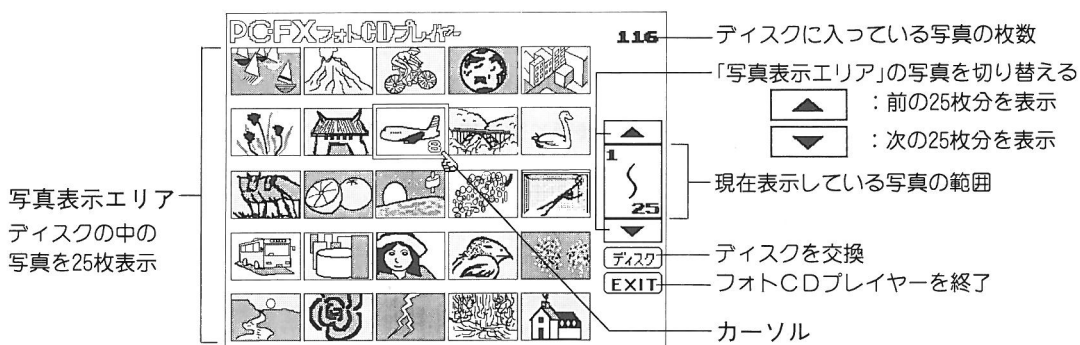 PC-FXフォトCDプレイヤー
116
ディスクに入っている写真の枚数
「写真表示エリア」の写真を切り替える
▲ :前の25枚分を表示
▼ :次の25枚分を表示
8
1
25
現在表示している写真の範囲
写真表示エリア
ディスクの中の
写真を25枚表示
ディスク
ディスクを交換
EXIT
フォトCDプレイヤーを終了
カーソル